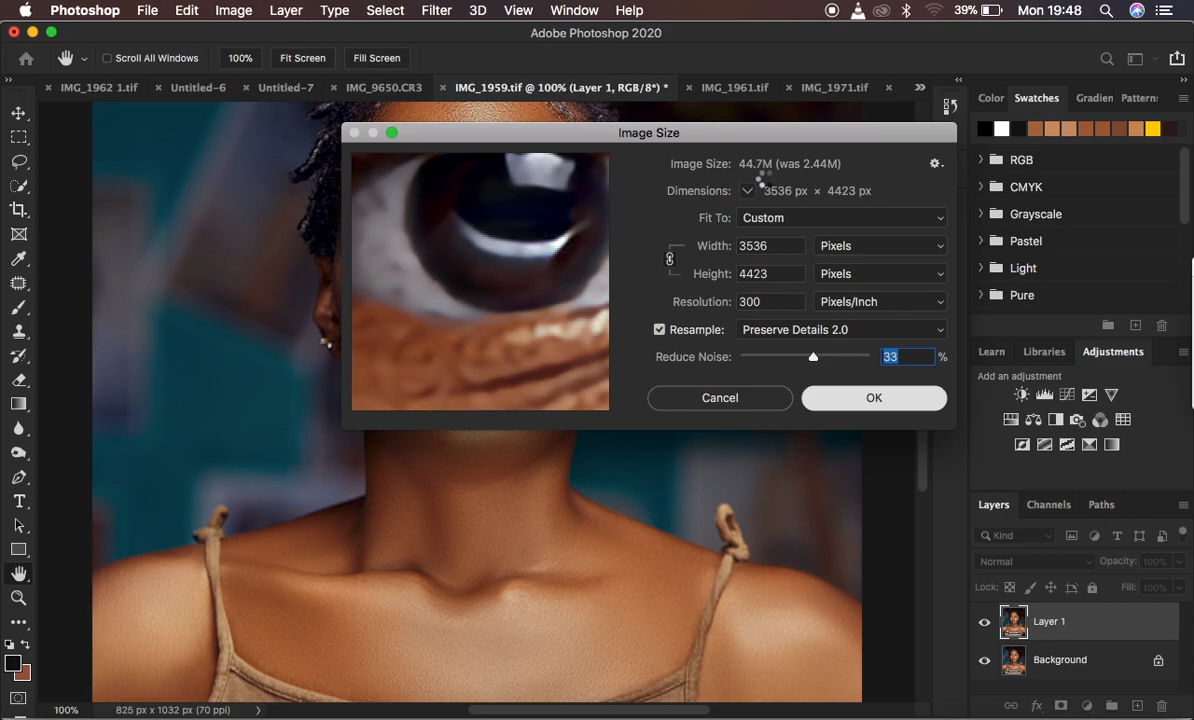 Photoshop File Edit Image Layer Type Select Filter 3D View Window Help 39% Mon 19:48
Adobe Photoshop 2020
Scroll All Windows 100% Fit Screen Fill Screen
IMG_1962 1.tif Untitled-6 Untitled-7 IMG_9650.CR3 IMG_1959.tif @ 100% (Layer 1, RGB/8*) * IMG_1961.tif IMG_1971.tif
Color Swatches Gradien Pattern:
Image Size
Image Size: 44.7M (was 2.44M)
Dimensions: 3536 px × 4423 px
Fit To: Custom
Width: 3536 Pixels
Height: 4423 Pixels
Resolution: 300 Pixels/Inch
Resample: Preserve Details 2.0
Reduce Noise: 33 %
Cancel OK
RGB
CMYK
Grayscale
Pastel
Light
Pure
Learn Libraries Adjustments
Add an adjustment
Layers Channels Paths
Kind
Normal Opacity: 100%
Lock: Fill: 100%
Layer 1
Background
100% 825 px x 1032 px (70 ppi)